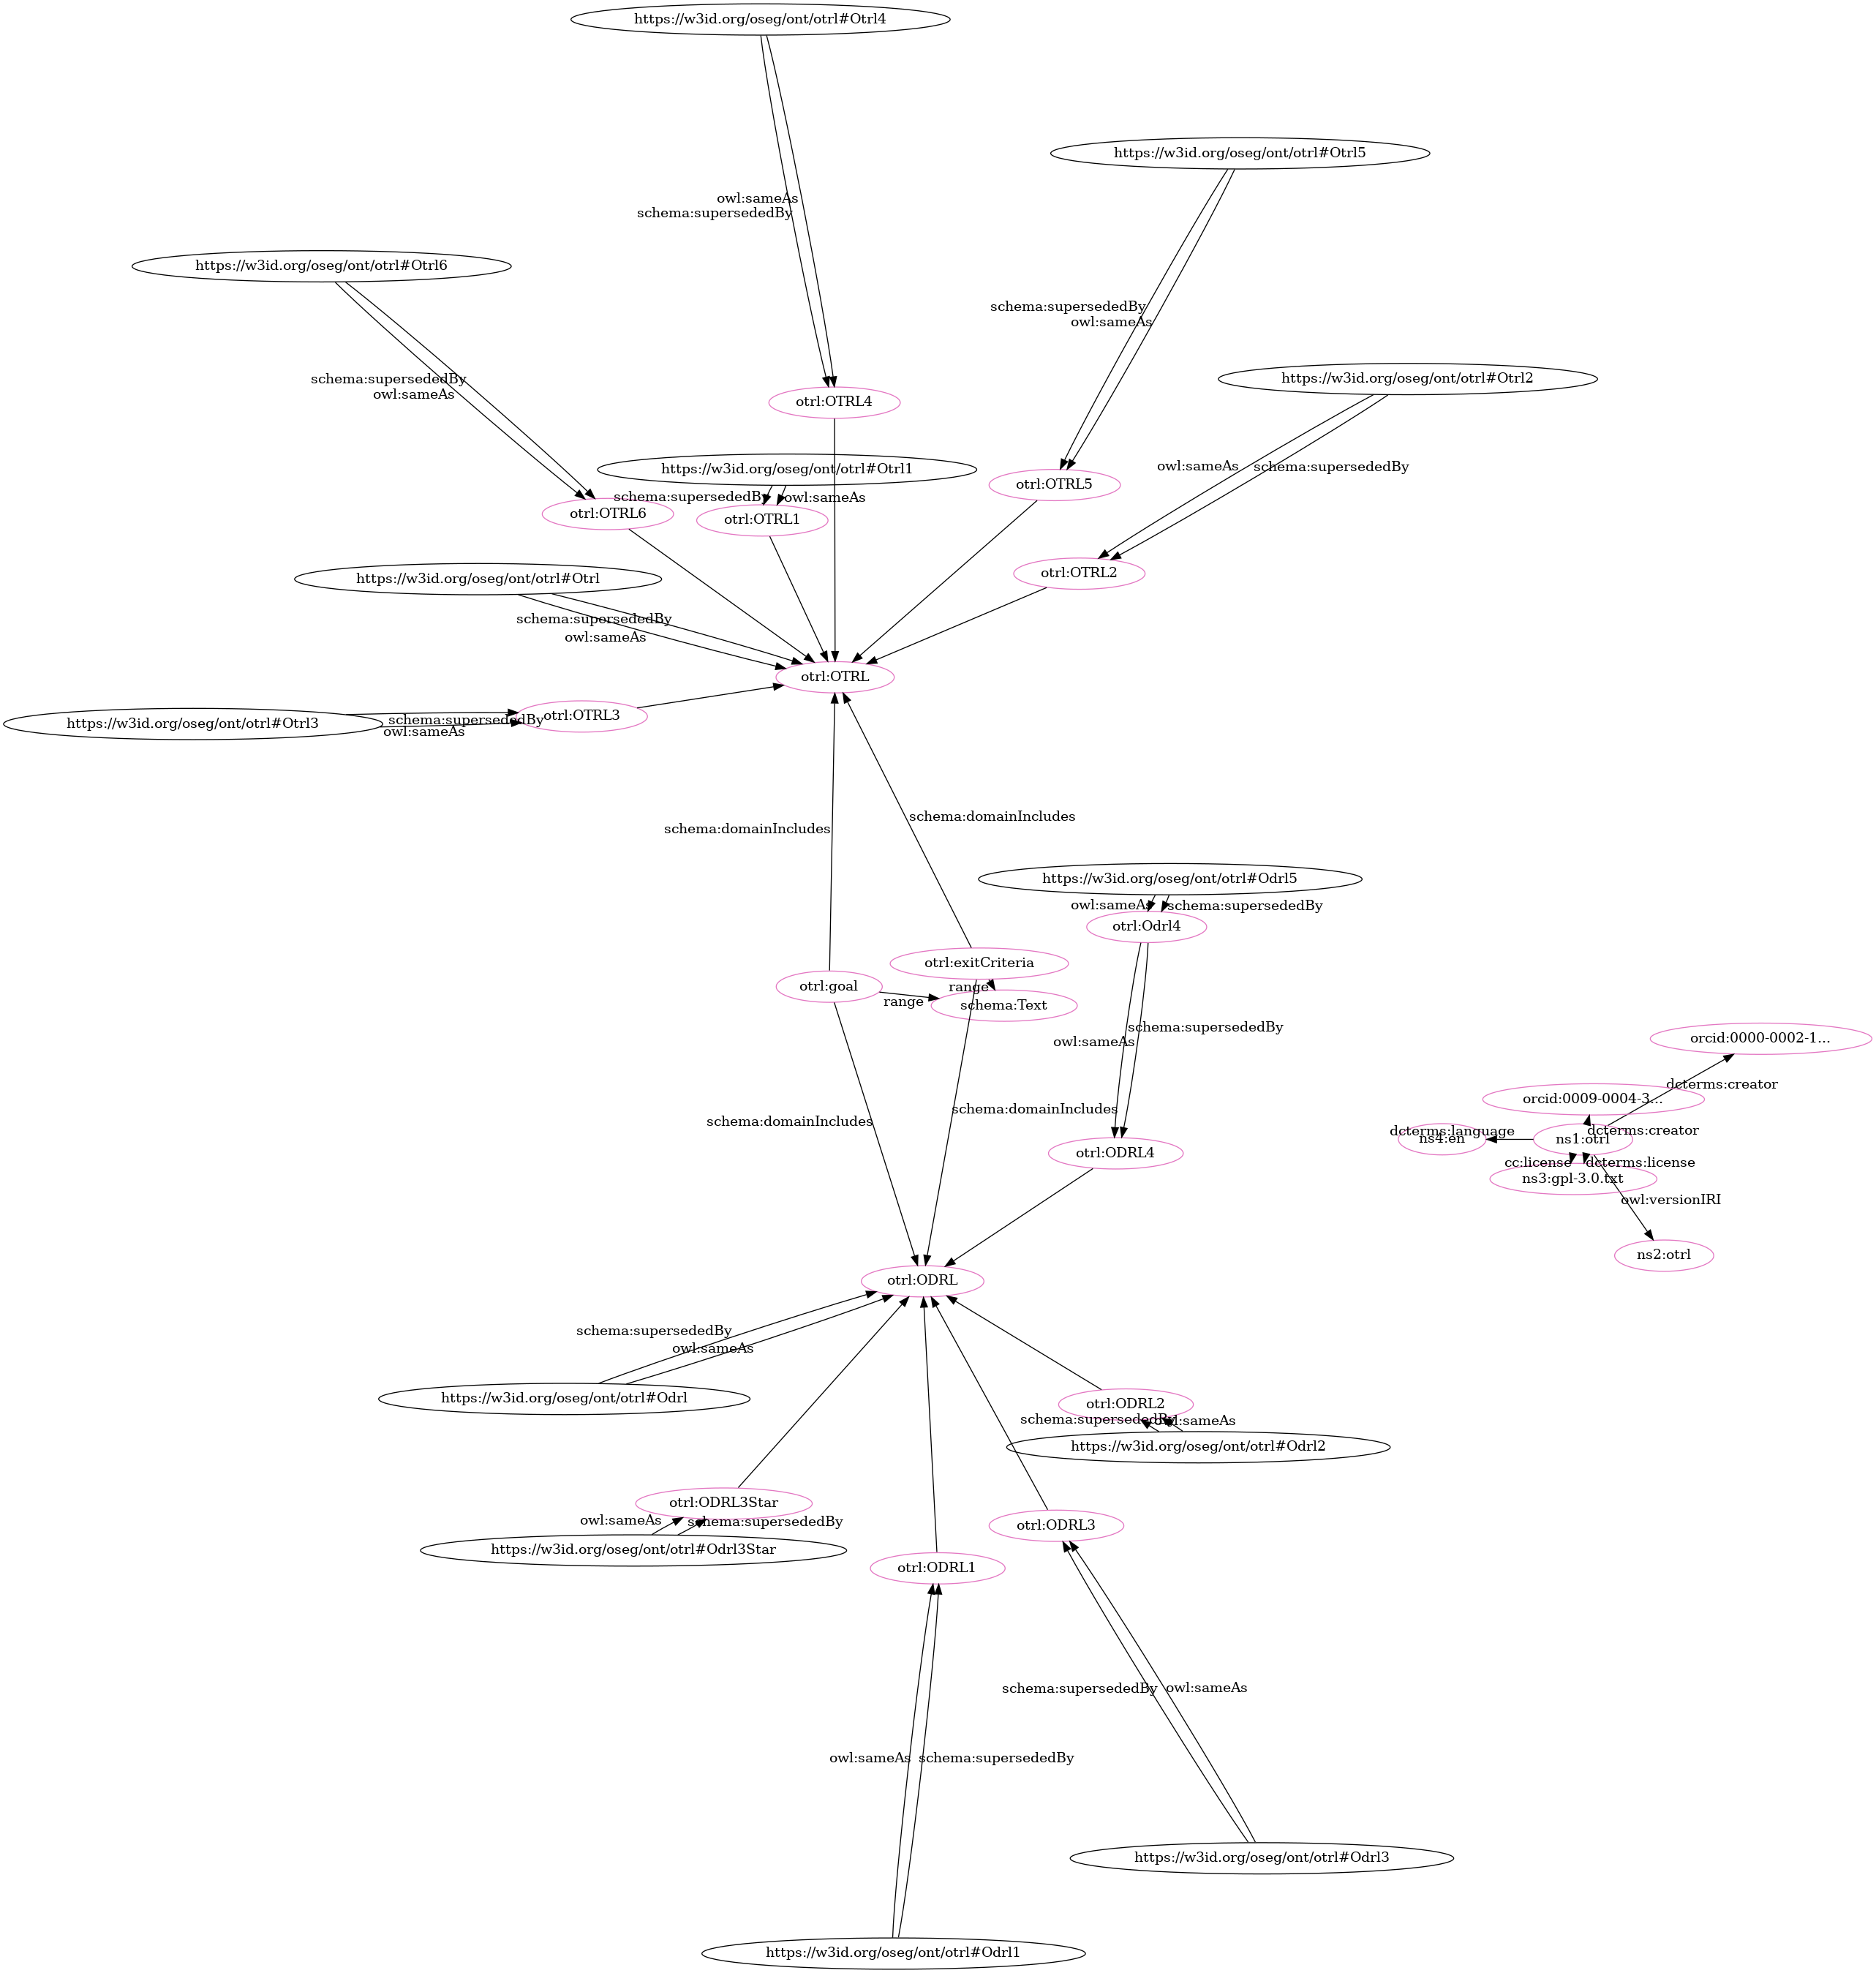 https://w3id.org/oseg/ont/otrl#Otrl4
https://w3id.org/oseg/ont/otrl#Otrl5
owl:sameAs
schema:supersededBy
https://w3id.org/oseg/ont/otrl#Otrl6
schema:supersededBy
owl:sameAs
https://w3id.org/oseg/ont/otrl#Otrl2
schema:supersededBy
owl:sameAs
otrl:OTRL4
https://w3id.org/oseg/ont/otrl#Otrl1
owl:sameAs
schema:supersededBy
otrl:OTRL5
schema:supersededBy
owl:sameAs
otrl:OTRL6
otrl:OTRL1
otrl:OTRL2
https://w3id.org/oseg/ont/otrl#Otrl
schema:supersededBy
owl:sameAs
otrl:OTRL
https://w3id.org/oseg/ont/otrl#Otrl3
schema:supersededBy
owl:sameAs
otrl:OTRL3
schema:domainIncludes
schema:domainIncludes
https://w3id.org/oseg/ont/otrl#Odrl5
owl:sameAs
schema:supersededBy
otrl:Odrl4
otrl:exitCriteria
otrl:goal
range
range
schema:Text
schema:supersededBy
owl:sameAs
orcid:0000-0002-1...
dcterms:creator
orcid:0009-0004-3...
schema:domainIncludes
schema:domainIncludes
dcterms:language
dcterms:creator
ns4:en
ns1:otrl
otrl:ODRL4
cc:license
dcterms:license
ns3:gpl-3.0.txt
owl:versionIRI
ns2:otrl
otrl:ODRL
schema:supersededBy
owl:sameAs
https://w3id.org/oseg/ont/otrl#Odrl
otrl:ODRL2
schema:supersededBy
owl:sameAs
https://w3id.org/oseg/ont/otrl#Odrl2
otrl:ODRL3Star
owl:sameAs
schema:supersededBy
otrl:ODRL3
https://w3id.org/oseg/ont/otrl#Odrl3Star
otrl:ODRL1
schema:supersededBy
owl:sameAs
owl:sameAs
schema:supersededBy
https://w3id.org/oseg/ont/otrl#Odrl3
https://w3id.org/oseg/ont/otrl#Odrl1